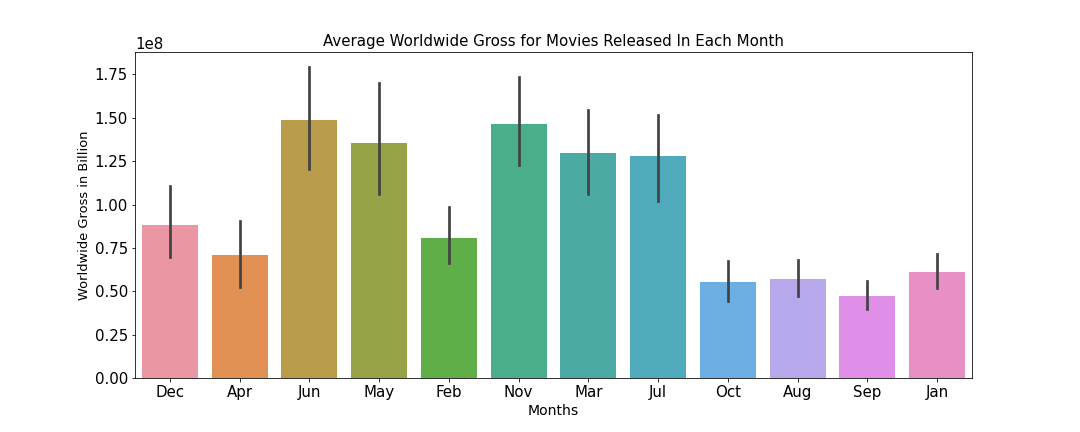 Average Worldwide Gross for Movies Released In Each Month
1e8
Worldwide Gross in Billion
1.75
1.50
1.25
1.00
0.75
0.50
0.25
0.00
Dec Apr Jun May Feb Nov Mar Jul Oct Aug Sep Jan
Months